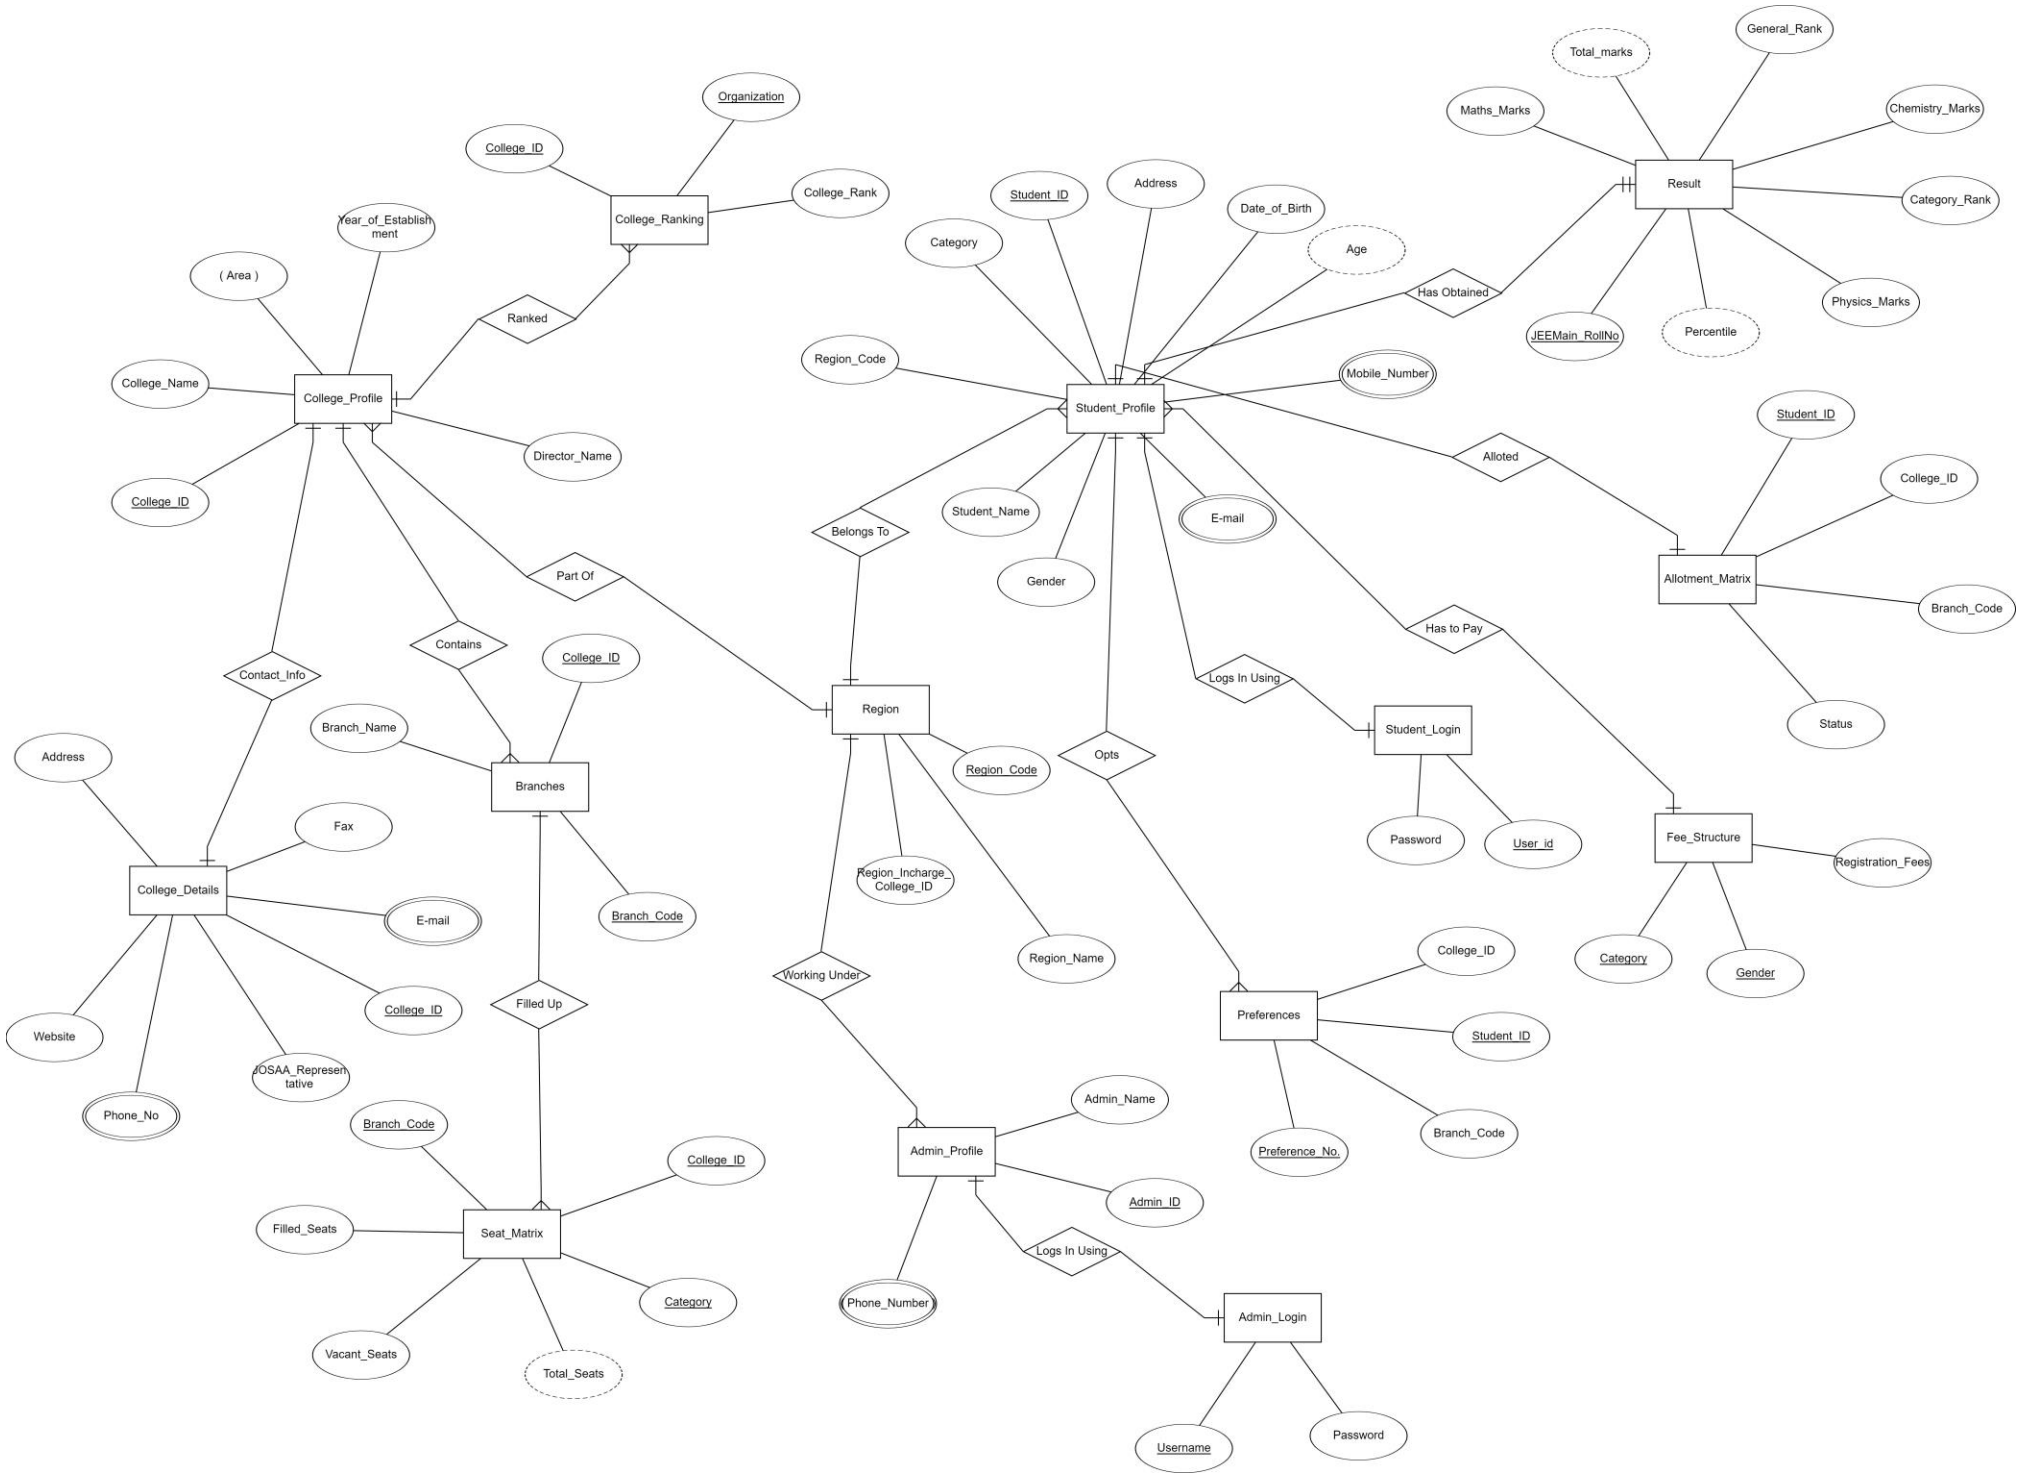 General_Rank
Total_marks
Organization
Maths_Marks
Chemistry_Marks
College_ID
College_Rank
Student_ID
Address
Result
Category_Rank
College_Ranking
Year_of_Establish
ment
Date_of_Birth
Category
Age
( Area )
Has Obtained
Physics_Marks
Ranked
JEEMain_RollNo
Percentile
Region_Code
Mobile_Number
College_Name
College_Profile
Student_Profile
Student_ID
Director_Name
Alloted
College_ID
College_ID
Student_Name
E-mail
Belongs To
Part Of
Gender
Allotment_Matrix
Branch_Code
Has to Pay
Contains
College_ID
Contact_Info
Logs In Using
Region
Branch_Name
Status
Student_Login
Address
Opts
Region_Code
Branches
Fax
Password
User_id
Fee_Structure
Registration_Fees
Region_Incharge_
College_ID
College_Details
E-mail
Branch_Code
College_ID
Region_Name
Category
Gender
Working Under
Filled Up
College_ID
Preferences
Website
Student_ID
JOSAA_Represen
tative
Phone_No
Admin_Name
Branch_Code
Branch_Code
Admin_Profile
Preference_No.
College_ID
Admin_ID
Filled_Seats
Seat_Matrix
Logs In Using
Category
Phone_Number
Admin_Login
Vacant_Seats
Total_Seats
Username
Password